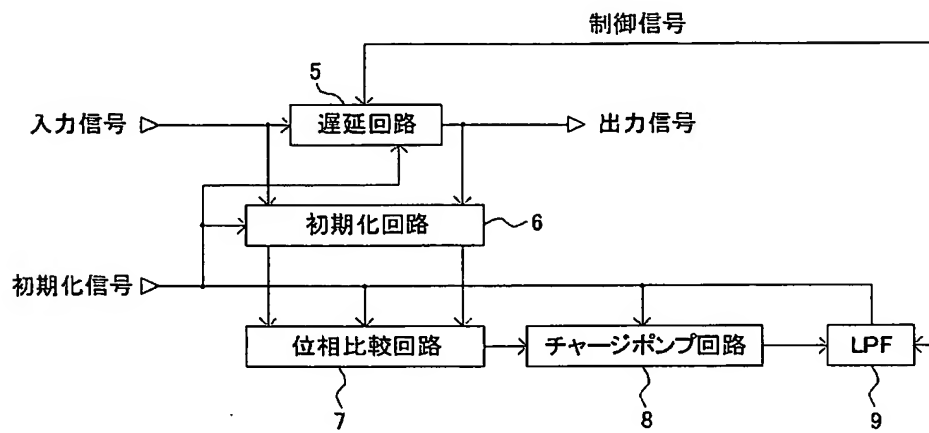 制御信号
5
入力信号
遅延回路
出力信号
初期化回路
6
初期化信号
位相比較回路
チャージポンプ回路
LPF
7
8
9